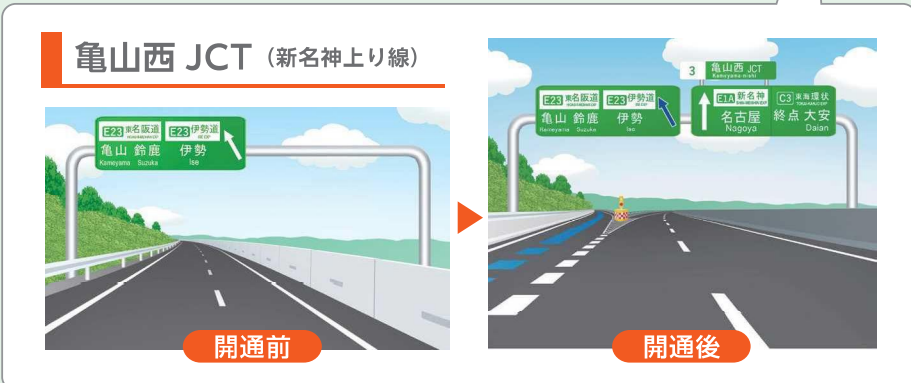 亀山西 JCT（新名神上り線）
E23 東名阪道 E23 伊勢道
亀山 鈴鹿 伊勢
Kameyama Suzuka Ise
開通前
3 亀山西 JCT
Kameyama-nishi
E23 東名阪道 E23 伊勢道
亀山 鈴鹿 伊勢
Kameyama Suzuka Ise
E1A 新名神 C3 東海環状
名古屋 終点 大安
Nagoya Daian
開通後